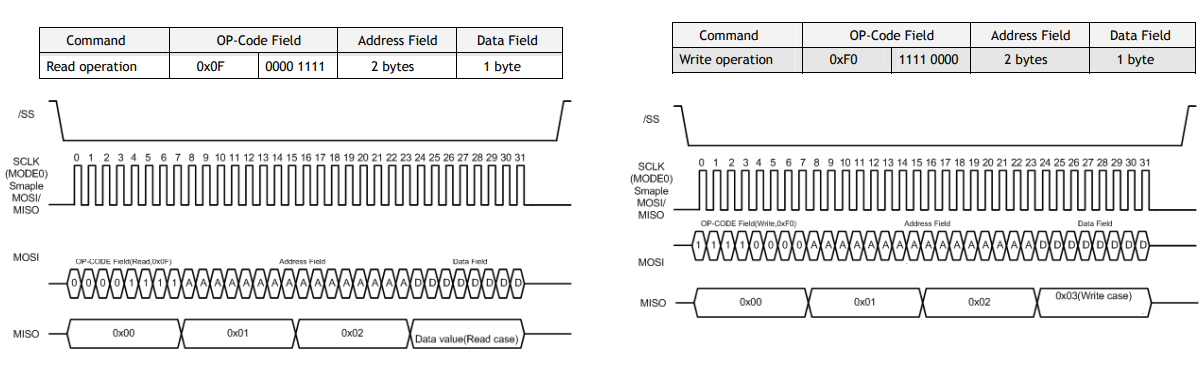 Command OP-Code Field Address Field Data Field
Read operation 0x0F 0000 1111 2 bytes 1 byte
/SS
0 1 2 3 4 5 6 7 8 9 10 11 12 13 14 15 16 17 18 19 20 21 22 23 24 25 26 27 28 29 30 31
SCLK
(MODE0)
Smaple
MOSI/
MISO
MOSI
OP-CODE Field(Read,0x0F) Address Field Data Field
0 0 0 0 1 1 1 1 A A A A A A A A A A A A A A A A D D D D D D D D
MISO 0x00 0x01 0x02 Data value(Read case)
Command OP-Code Field Address Field Data Field
Write operation 0xF0 1111 0000 2 bytes 1 byte
/SS
0 1 2 3 4 5 6 7 8 9 10 11 12 13 14 15 16 17 18 19 20 21 22 23 24 25 26 27 28 29 30 31
SCLK
(MODE0)
Smaple
MOSI/
MISO
OP-CODE Field(Write,0xF0) Address Field Data Field
1 1 1 1 0 0 0 0 A A A A A A A A A A A A A A A A D D D D D D D D
MOSI
MISO 0x00 0x01 0x02 0x03(Write case)